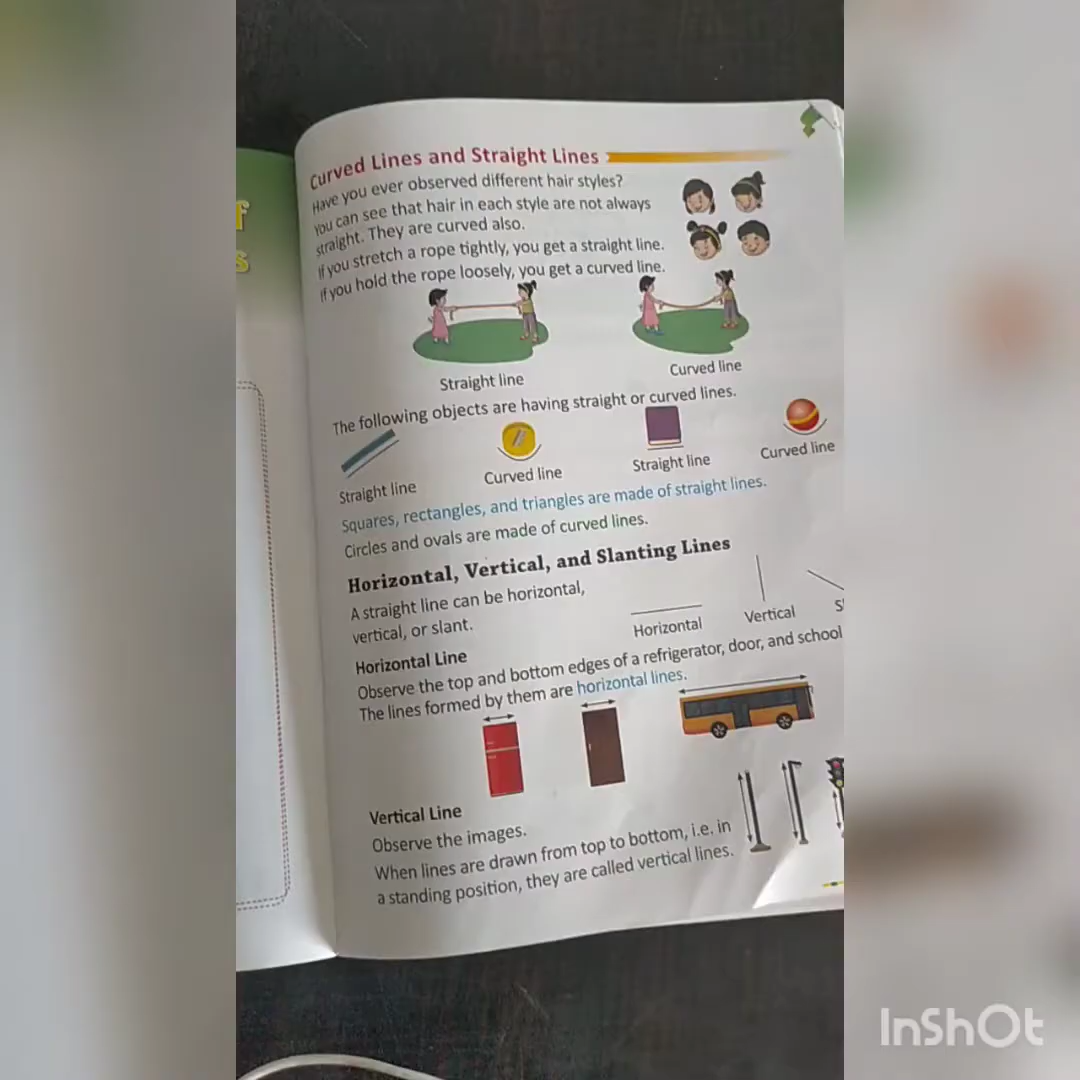 Curved Lines and Straight Lines
Have you ever observed different hair styles?
You can see that hair in each style are not always
straight. They are curved also.
If you stretch a rope tightly, you get a straight line.
If you hold the rope loosely, you get a curved line.
Straight line
Curved line
The following objects are having straight or curved lines.
Straight line
Curved line
Straight line
Curved line
Squares, rectangles, and triangles are made of straight lines.
Circles and ovals are made of curved lines.
Horizontal, Vertical, and Slanting Lines
A straight line can be horizontal,
vertical, or slant.
Horizontal
Vertical
Horizontal Line
Observe the top and bottom edges of a refrigerator, door, and school
The lines formed by them are horizontal lines.
Vertical Line
Observe the images.
When lines are drawn from top to bottom, i.e. in
a standing position, they are called vertical lines.
InShOt